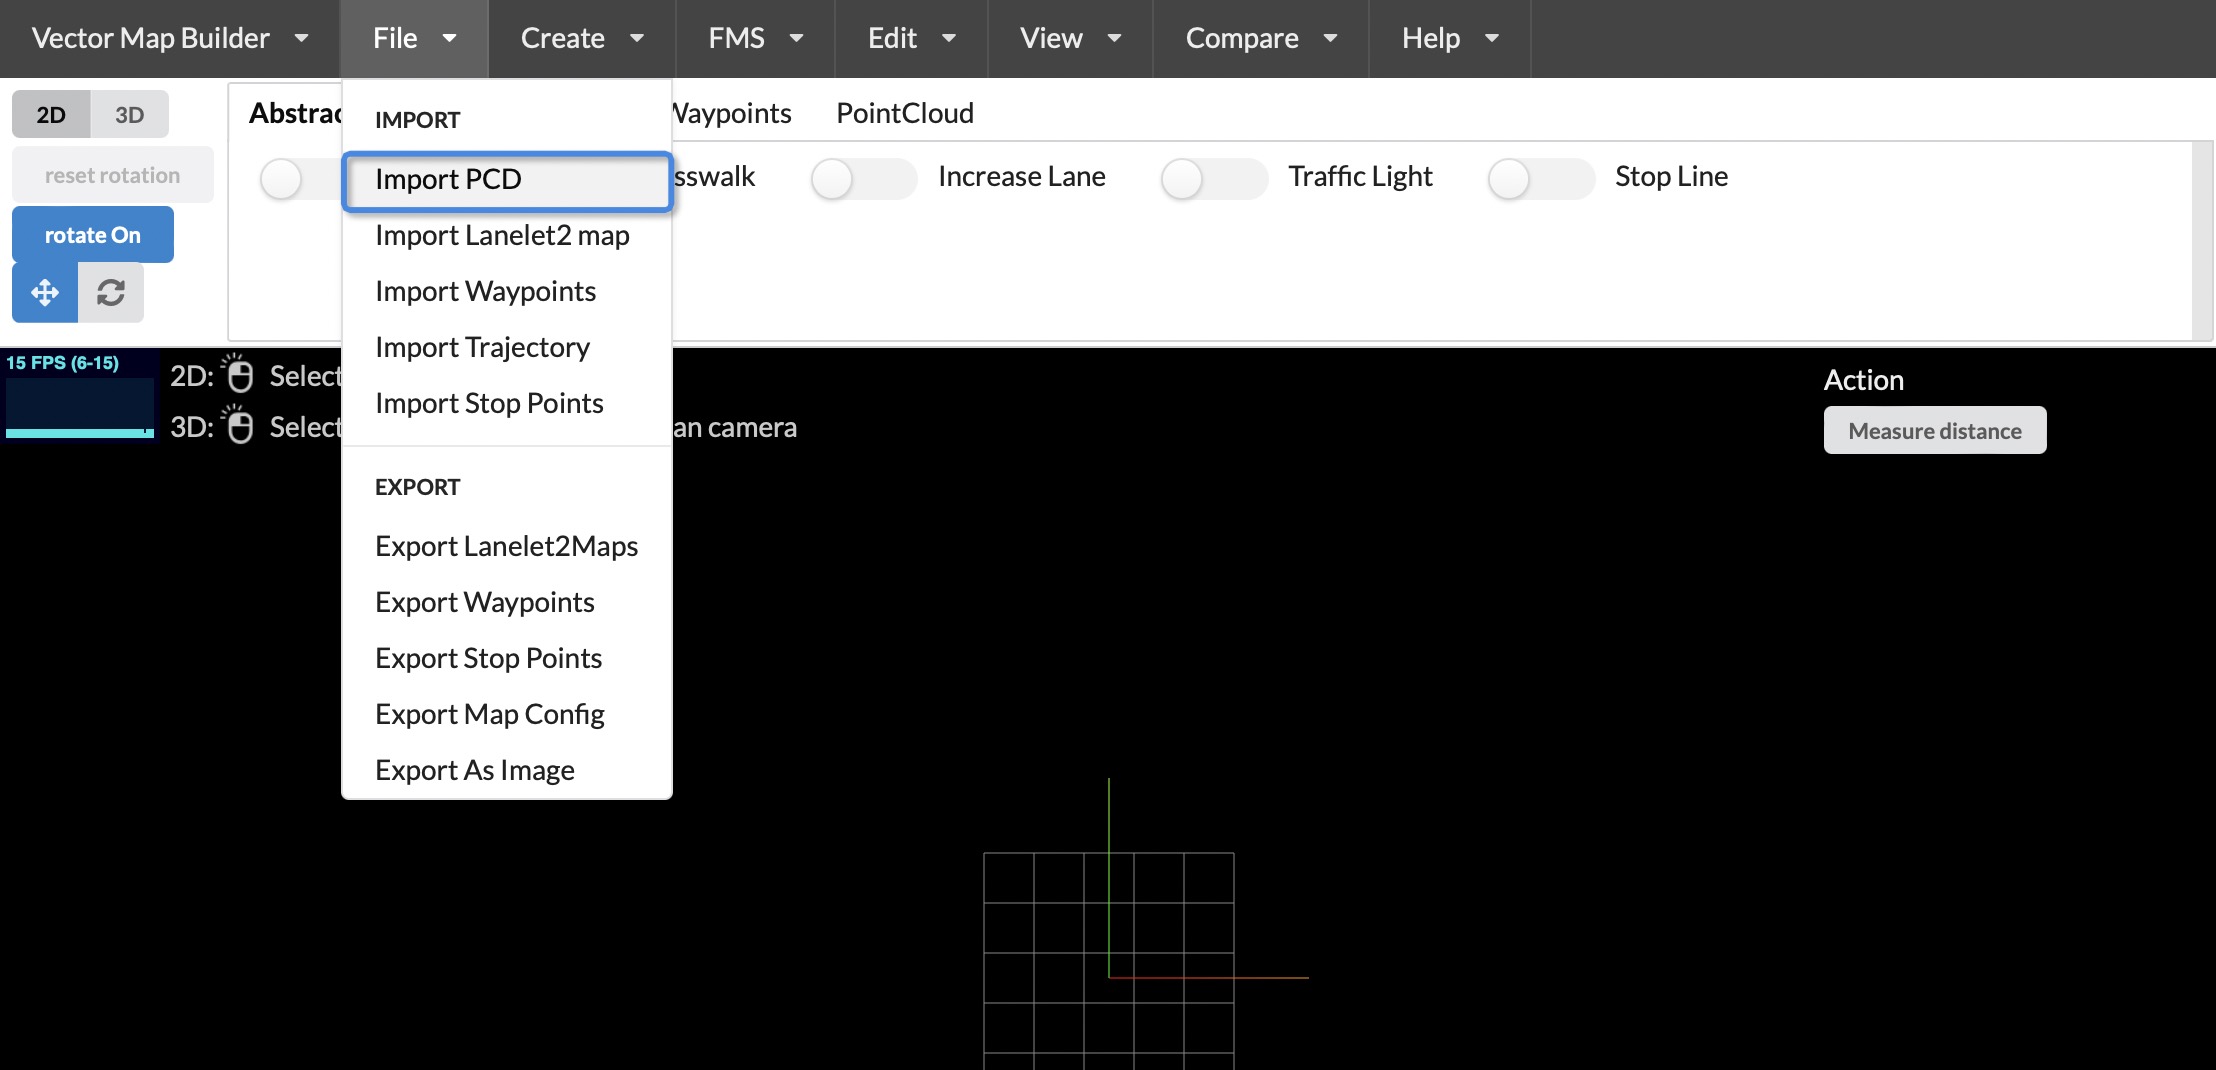 Vector Map Builder File Create FMS Edit View Compare Help
2D 3D
reset rotation
rotate On
IMPORT
Import PCD
Import Lanelet2 map
Import Waypoints
Import Trajectory
Import Stop Points
EXPORT
Export Lanelet2Maps
Export Waypoints
Export Stop Points
Export Map Config
Export As Image
Abstrac Waypoints PointCloud
sswalk Increase Lane Traffic Light Stop Line
15 FPS (6-15)
2D: Select
3D: Select an camera
Action
Measure distance